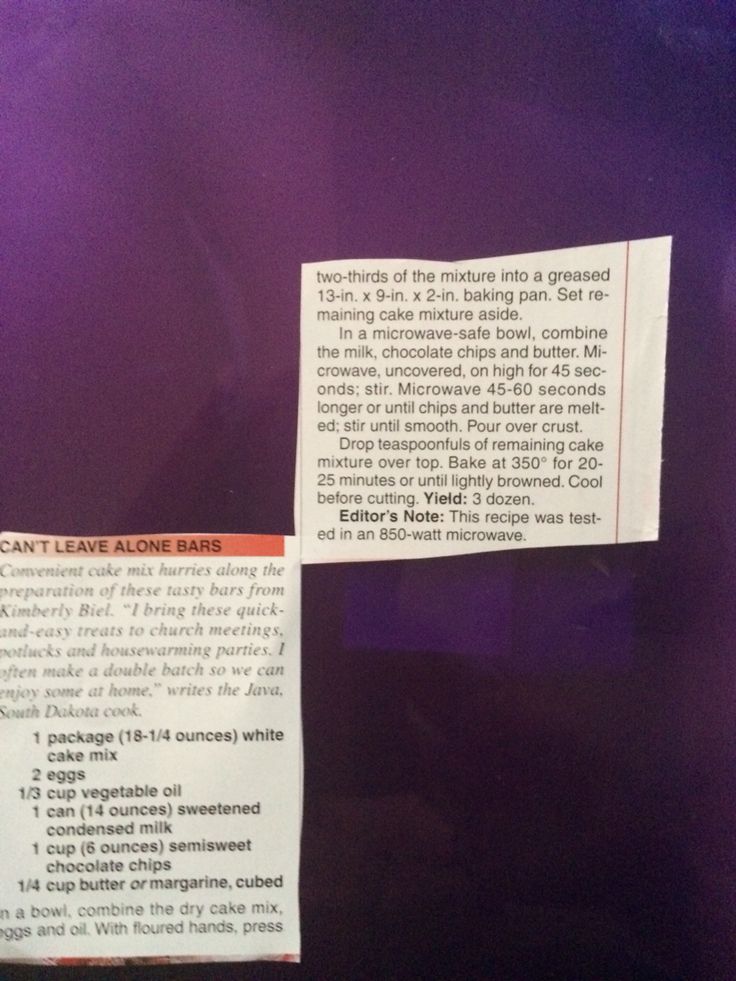 CAN'T LEAVE ALONE BARS
Convenient cake mix hurries along the
preparation of these tasty bars from
Kimberly Biel. "I bring these quick-
and-easy treats to church meetings,
potlucks and housewarming parties. I
often make a double batch so we can
enjoy some at home," writes the Java,
South Dakota cook.
1 package (18-1/4 ounces) white
cake mix
2 eggs
1/3 cup vegetable oil
1 can (14 ounces) sweetened
condensed milk
1 cup (6 ounces) semisweet
chocolate chips
1/4 cup butter or margarine, cubed
n a bowl, combine the dry cake mix,
eggs and oil. With floured hands, press
two-thirds of the mixture into a greased
13-in. x 9-in. x 2-in. baking pan. Set re-
maining cake mixture aside.
In a microwave-safe bowl, combine
the milk, chocolate chips and butter. Mi-
crowave, uncovered, on high for 45 sec-
onds; stir. Microwave 45-60 seconds
longer or until chips and butter are melt-
ed; stir until smooth. Pour over crust.
Drop teaspoonfuls of remaining cake
mixture over top. Bake at 350° for 20-
25 minutes or until lightly browned. Cool
before cutting. Yield: 3 dozen.
Editor's Note: This recipe was test-
ed in an 850-watt microwave.